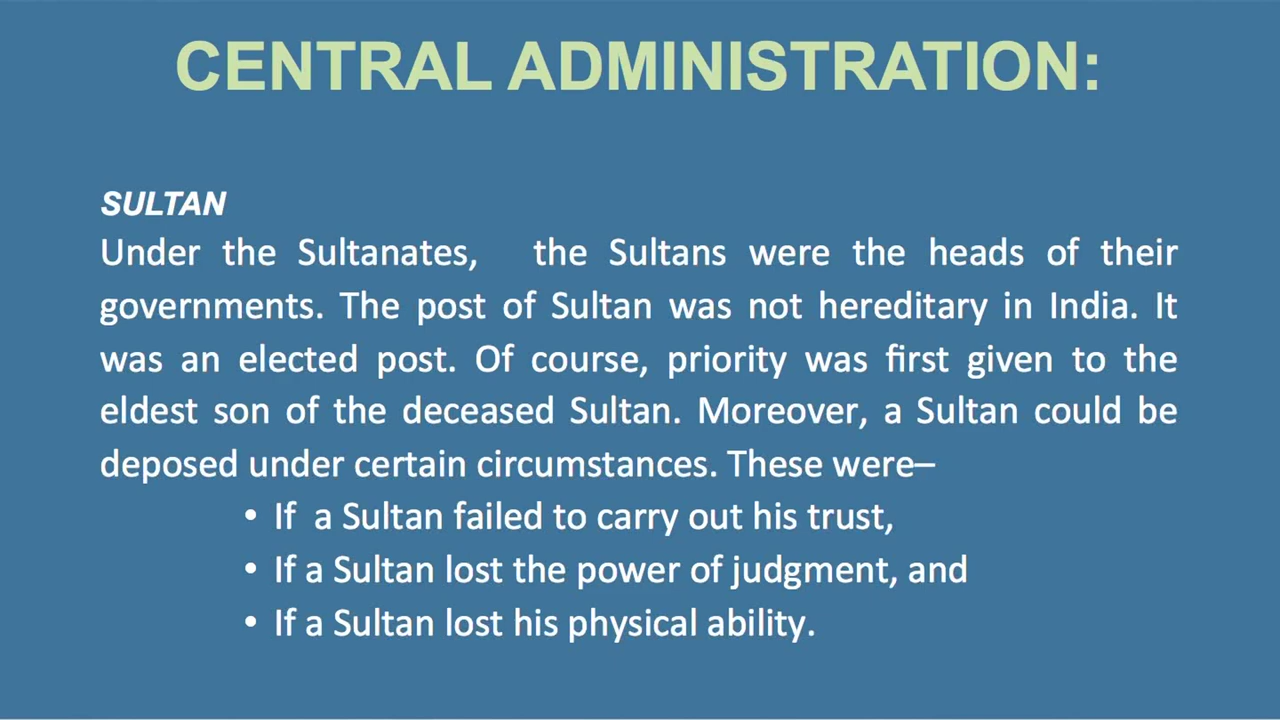 CENTRAL ADMINISTRATION:
SULTAN
Under the Sultanates, the Sultans were the heads of their
governments. The post of Sultan was not hereditary in India. It
was an elected post. Of course, priority was first given to the
eldest son of the deceased Sultan. Moreover, a Sultan could be
deposed under certain circumstances. These were–
• If a Sultan failed to carry out his trust,
• If a Sultan lost the power of judgment, and
• If a Sultan lost his physical ability.